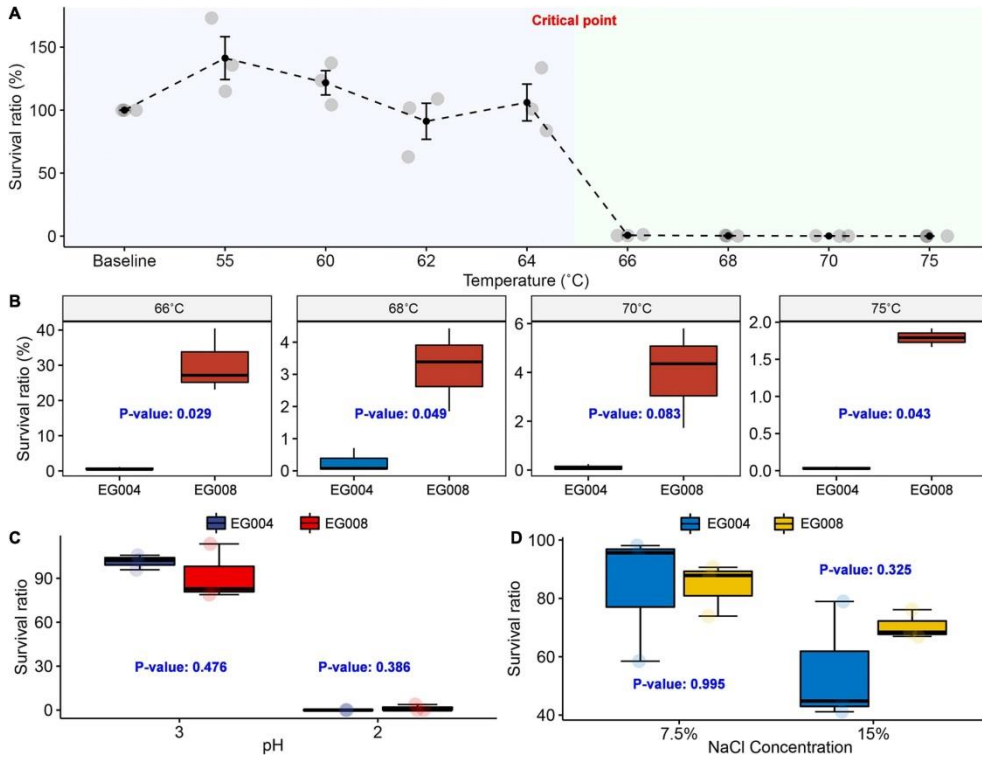 A
Critical point
Survival ratio (%)
150
100
50
0
Baseline 55 60 62 64 66 68 70 75
Temperature (˚C)
B
66˚C 68˚C 70˚C 75˚C
Survival ratio (%)
40
30
20
10
0
P-value: 0.029
EG004 EG008
4
3
2
1
0
P-value: 0.049
EG004 EG008
6
4
2
0
P-value: 0.083
EG004 EG008
2.0
1.5
1.0
0.5
0.0
P-value: 0.043
EG004 EG008
C
EG004 EG008
Survival ratio
90
60
30
0
P-value: 0.476
P-value: 0.386
3 2
pH
D
EG004 EG008
Survival ratio
100
80
60
40
P-value: 0.325
P-value: 0.995
7.5% 15%
NaCl Concentration